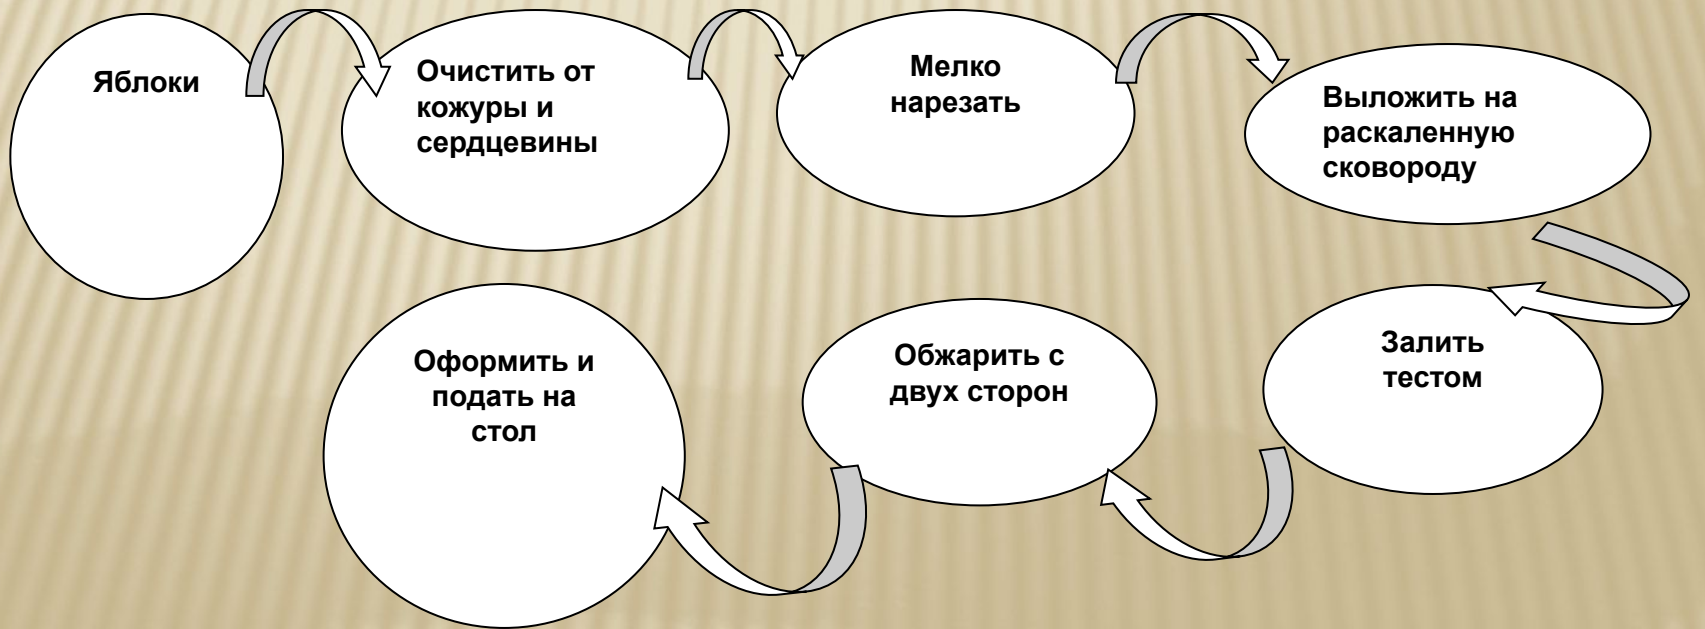 Яблоки
Очистить от
кожуры и
сердцевины
Мелко
нарезать
Выложить на
раскаленную
сковороду
Залить
тестом
Обжарить с
двух сторон
Оформить и
подать на
стол